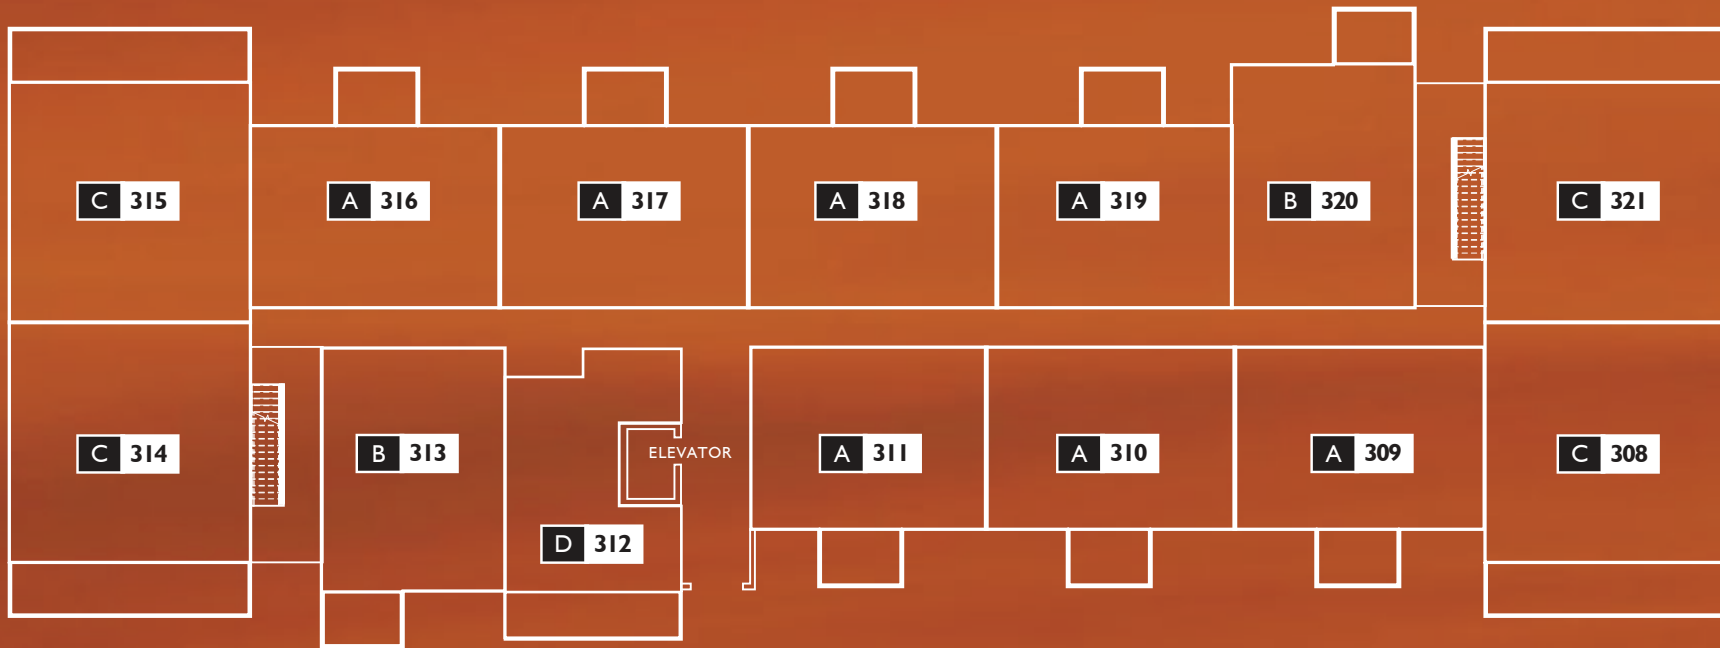 C 315
A 316
A 317
A 318
A 319
B 320
C 321
C 314
B 313
ELEVATOR
A 311
A 310
A 309
C 308
D 312